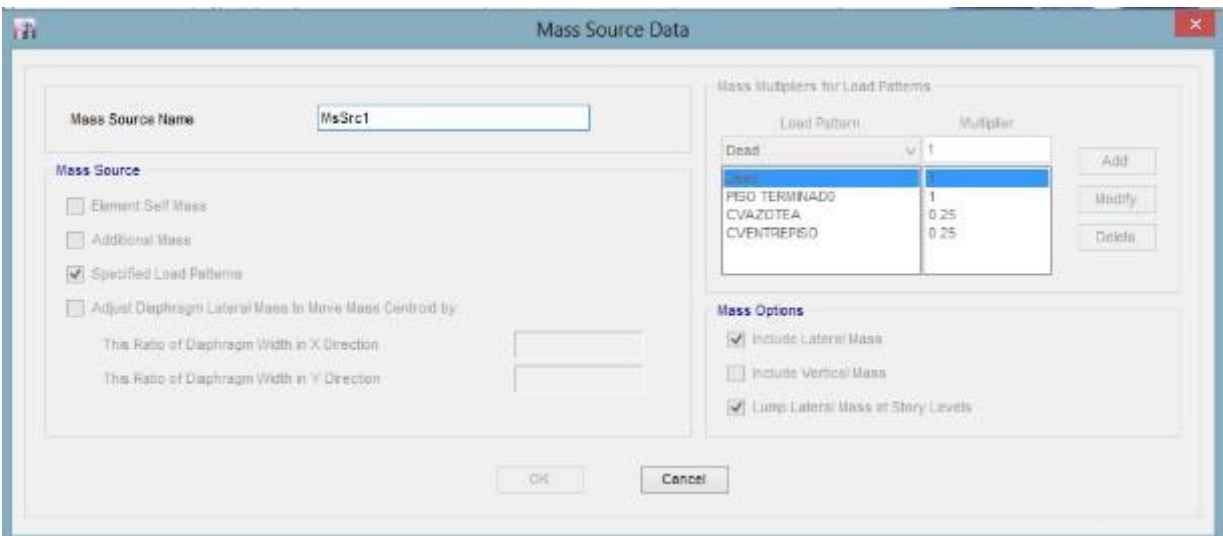 Mass Source Data
Mass Source Name
MsSrc1
Mass Source
Element Self Mass
Additional Mass
Specified Load Patterns
Adjust Diaphragm Lateral Mass to Move Mass Centroid by:
This Ratio of Diaphragm Width in X Direction
This Ratio of Diaphragm Width in Y Direction
Mass Multipliers for Load Patterns
Load Pattern Multiplier
Dead 1
Dead 1
PISO TERMINADO 1
CVAZOTEA 0.25
CVENTREPISO 0.25
Add
Modify
Delete
Mass Options
Include Lateral Mass
Include Vertical Mass
Lump Lateral Mass at Story Levels
OK Cancel